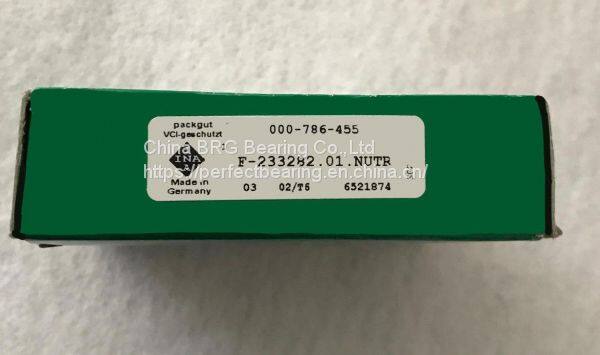 packgut
VCI-geschutzt
000-786-455
China BRG Bearing Co.,Ltd
INA
F-233282.01.NUTR
https://perfectbearing.en.china.cn/
Made in
Germany
03 02/T6 6521874